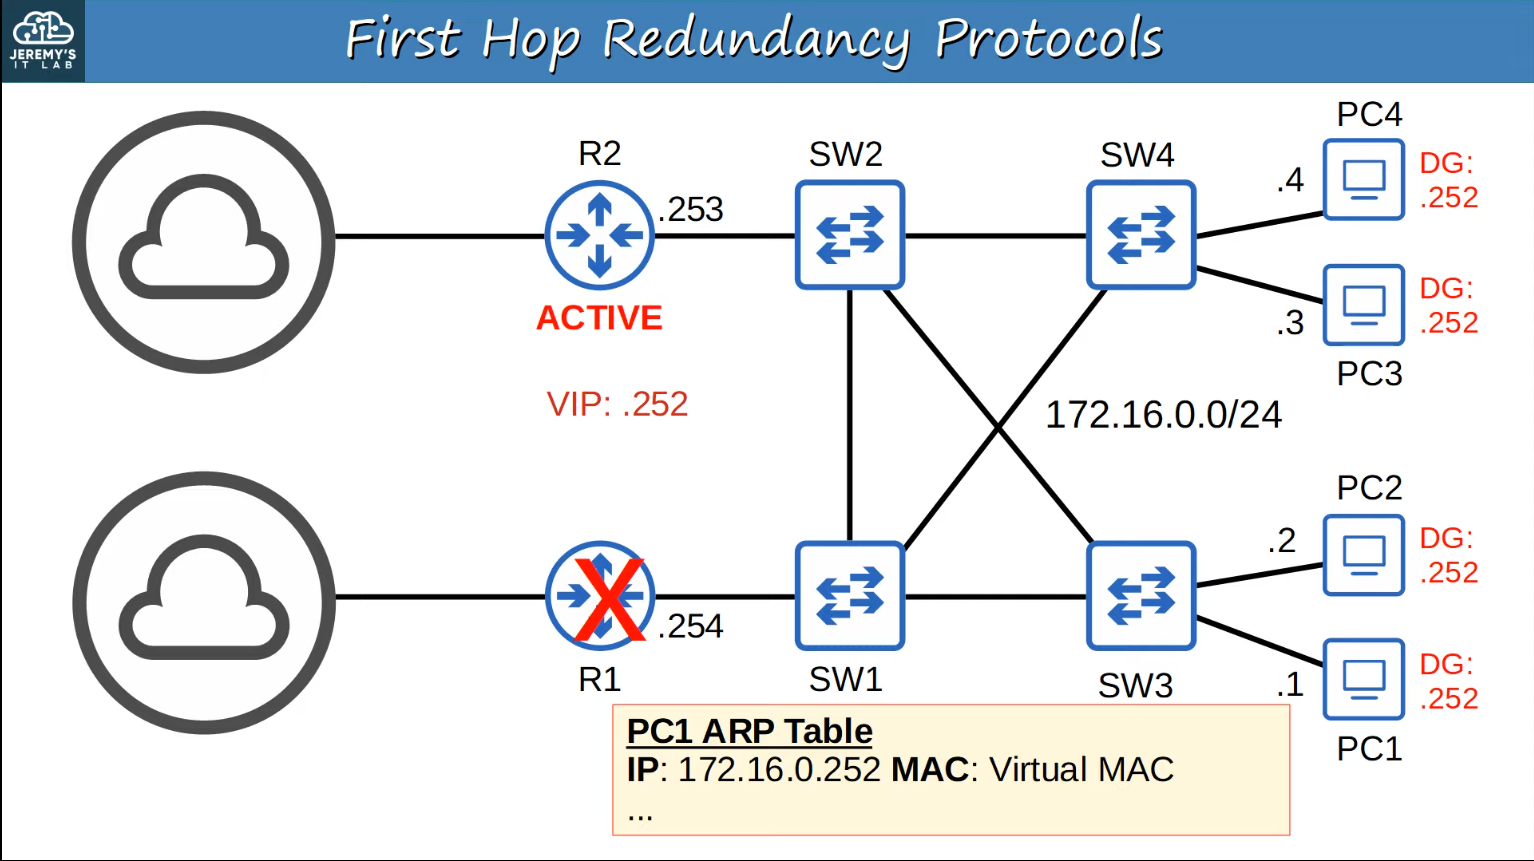 JEREMY'S
IT LAB
First Hop Redundancy Protocols
R2
.253
ACTIVE
VIP: .252
SW2
SW4
PC4
.4
DG:
.252
.3
DG:
.252
PC3
172.16.0.0/24
R1
.254
SW1
SW3
PC2
.2
DG:
.252
.1
DG:
.252
PC1
PC1 ARP Table
IP: 172.16.0.252 MAC: Virtual MAC
...